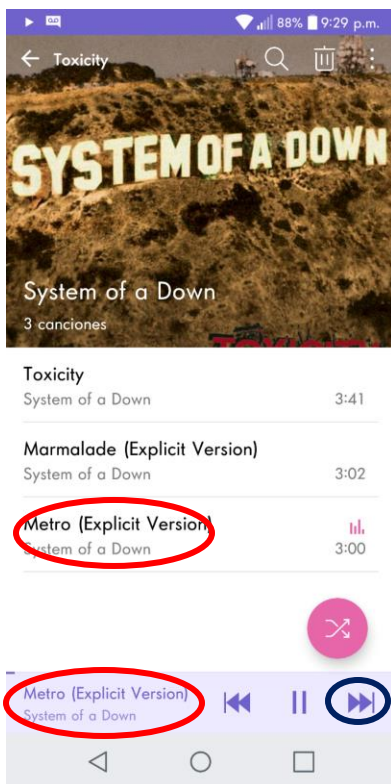 88% 9:29 p.m.
Toxicity
SYSTEM OF A DOWN
System of a Down
3 canciones
TOXICITY
Toxicity
System of a Down 3:41
Marmalade (Explicit Version)
System of a Down 3:02
Metro (Explicit Version)
System of a Down 3:00
Metro (Explicit Version)
System of a Down